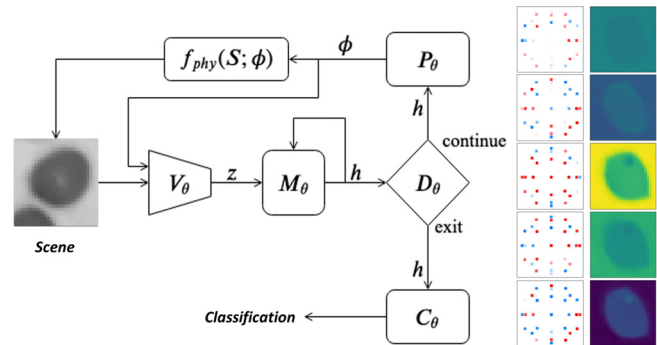 f_phy(S; ϕ)
ϕ
P_θ
h
continue
V_θ
z
M_θ
h
D_θ
Scene
exit
h
Classification
C_θ